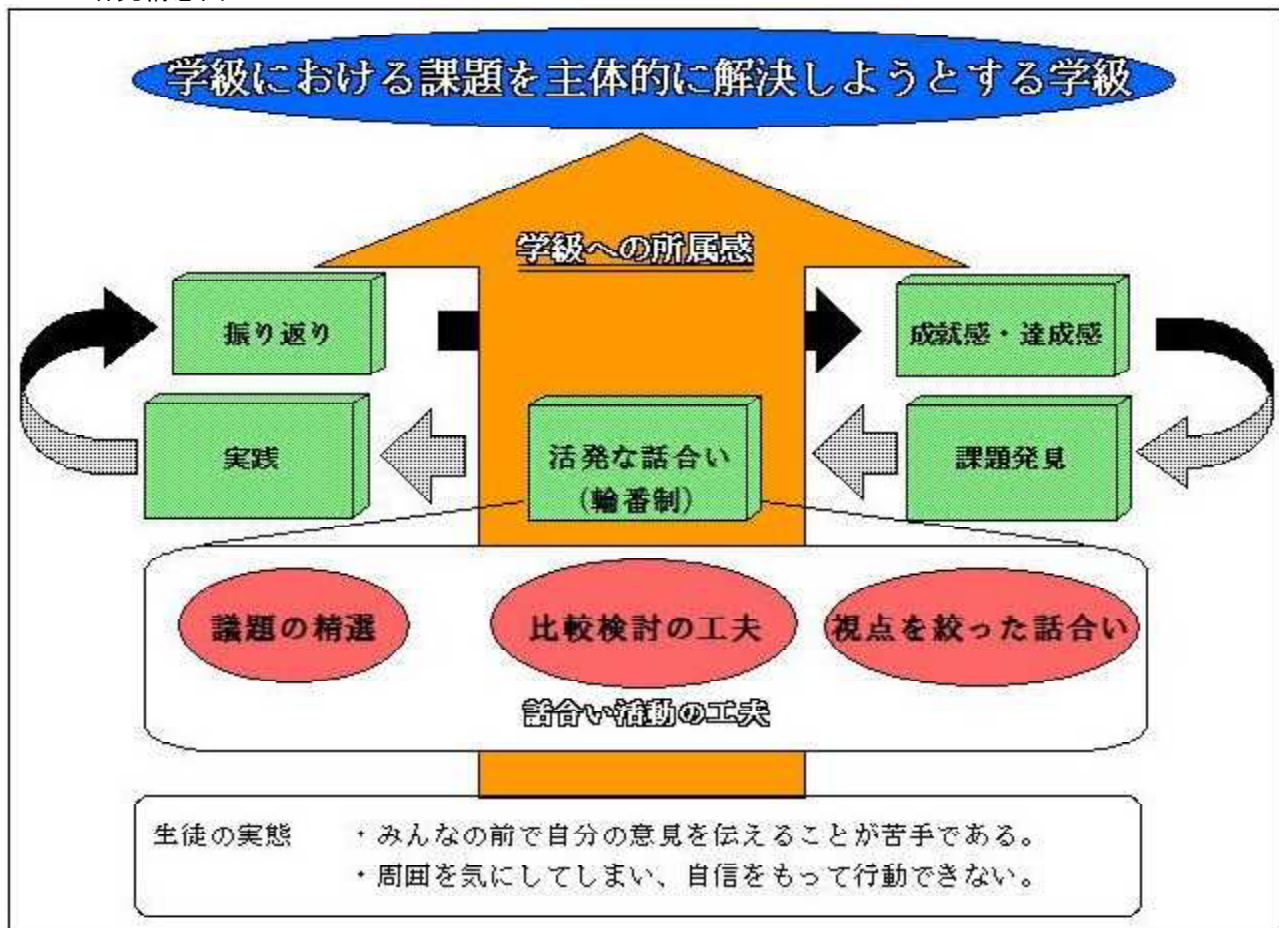 学級における課題を主体的に解決しようとする学級
学級への所属感
振り返り
成就感・達成感
実践
活発な話合い
（輪番制）
課題発見
議題の精選
比較検討の工夫
視点を絞った話合い
話合い活動の工夫
生徒の実態　・みんなの前で自分の意見を伝えることが苦手である。
・周囲を気にしてしまい、自信をもって行動できない。